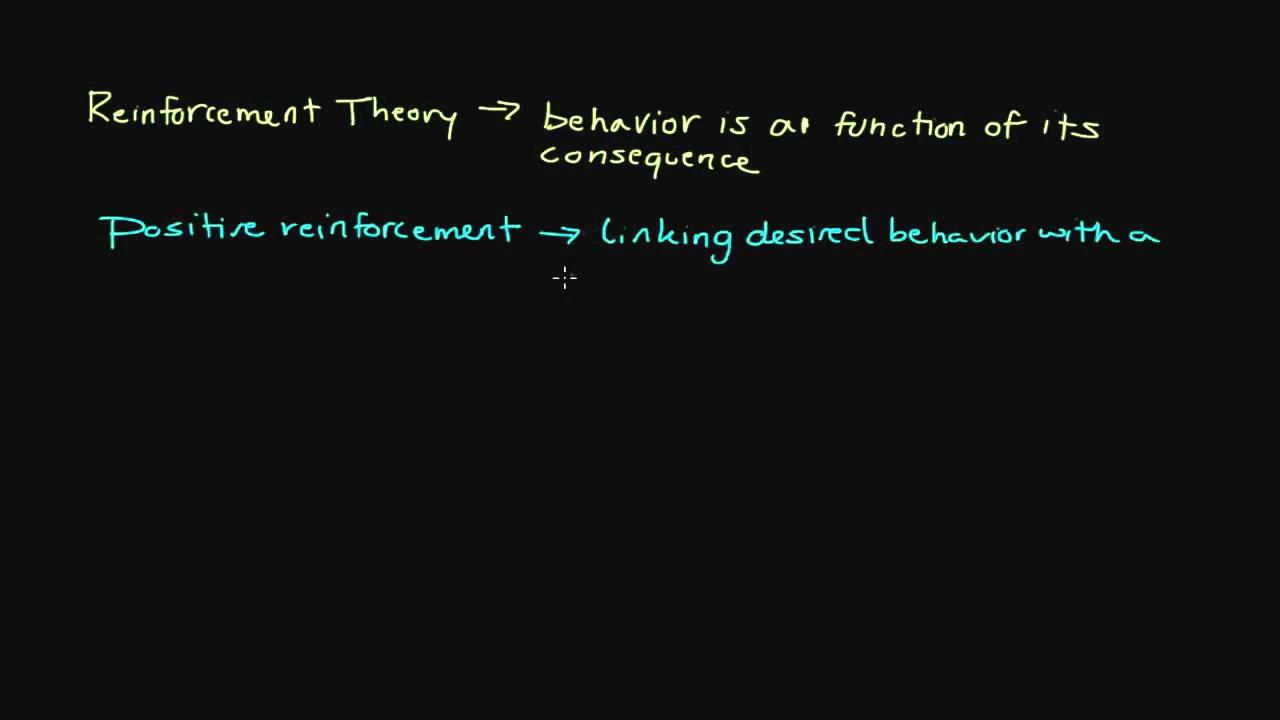 Reinforcement Theory → behavior is a function of its
consequence
Positive reinforcement → linking desired behavior with a